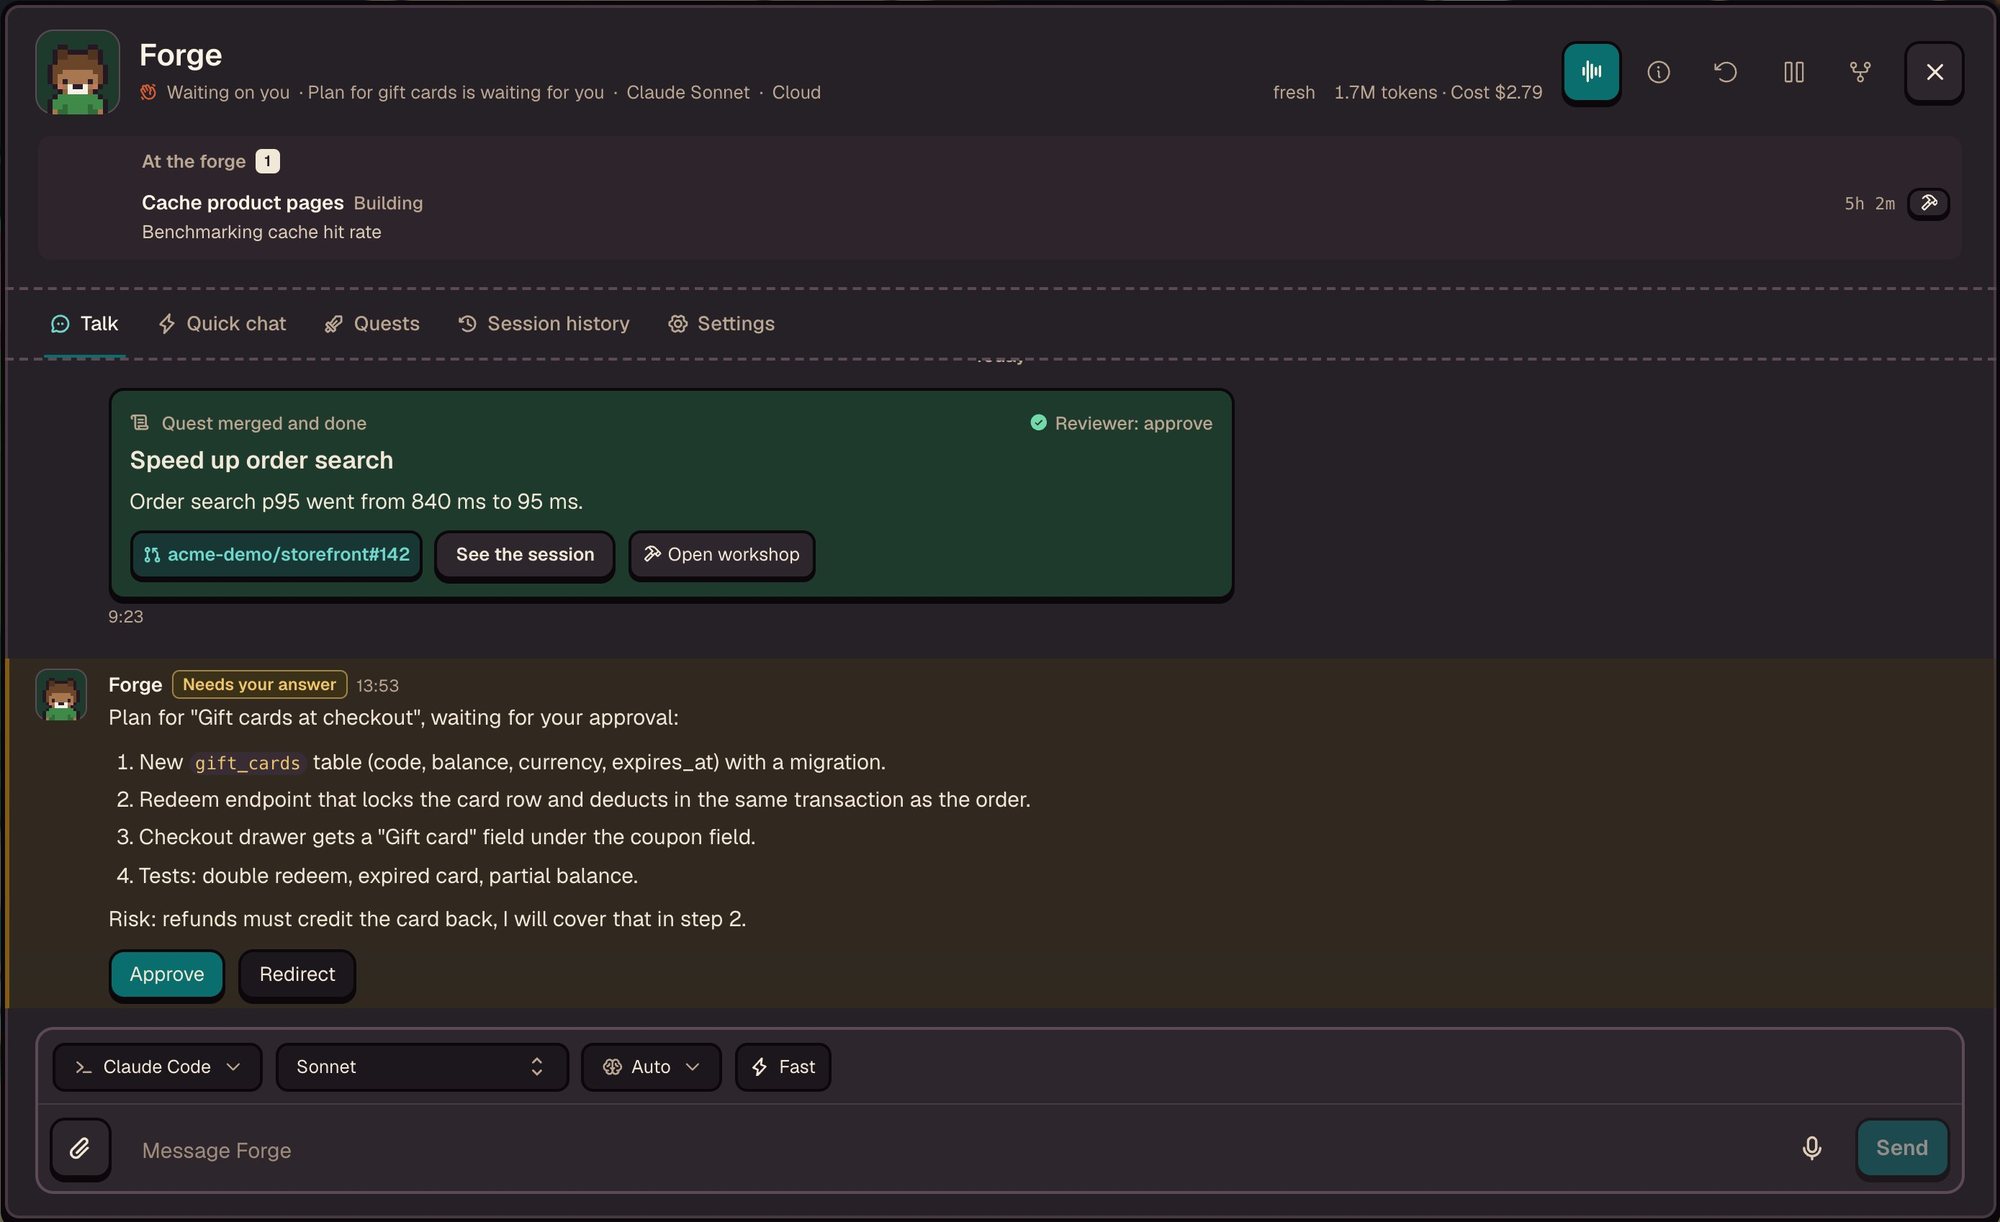 Forge
Waiting on you · Plan for gift cards is waiting for you · Claude Sonnet · Cloud
fresh 1.7M tokens · Cost $2.79
At the forge 1
Cache product pages Building
5h 2m
Benchmarking cache hit rate
Talk
Quick chat
Quests
Session history
Settings
Quest merged and done
Reviewer: approve
Speed up order search
Order search p95 went from 840 ms to 95 ms.
acme-demo/storefront#142
See the session
Open workshop
9:23
Forge Needs your answer 13:53
Plan for "Gift cards at checkout", waiting for your approval:
1. New gift_cards table (code, balance, currency, expires_at) with a migration.
2. Redeem endpoint that locks the card row and deducts in the same transaction as the order.
3. Checkout drawer gets a "Gift card" field under the coupon field.
4. Tests: double redeem, expired card, partial balance.
Risk: refunds must credit the card back, I will cover that in step 2.
Approve
Redirect
Claude Code
Sonnet
Auto
Fast
Message Forge
Send